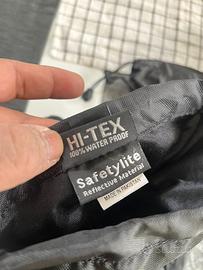 HI-TEX
100% WATER PROOF
Safetylite
Reflective Material
MADE IN PAKISTAN